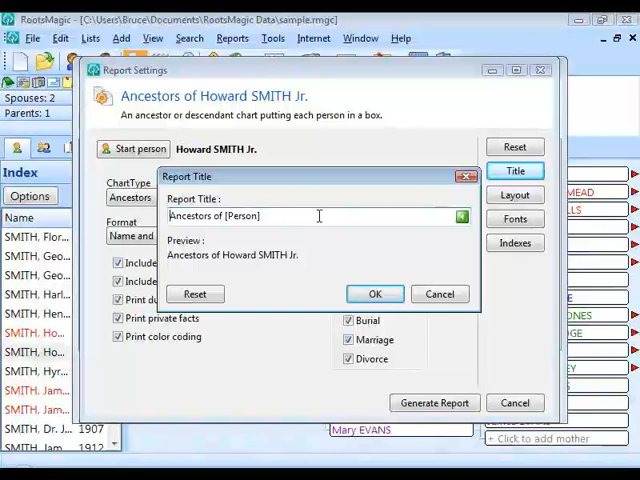 RootsMagic - [C:\Users\Bruce\Documents\RootsMagic Data\sample.rmgc]
File Edit Lists Add View Search Reports Tools Internet Window Help
Spouses: 2
Parents: 1
Index
Options
Name
SMITH, Flor...
SMITH, Geo...
SMITH, Geo...
SMITH, Harl...
SMITH, Hen...
SMITH, Ho...
SMITH, Hyr...
SMITH, Jam...
SMITH, Jam...
SMITH, Dr. J... 1907
SMITH, Jam... 1912
Report Settings
Ancestors of Howard SMITH Jr.
An ancestor or descendant chart putting each person in a box.
Start person Howard SMITH Jr.
ChartType
Ancestors
Format
Name and
Include
Include
Print du
Print private facts
Print color coding
Burial
Marriage
Divorce
Reset
Title
Layout
Fonts
Indexes
Generate Report Cancel
Report Title
Report Title :
Ancestors of [Person]
Preview :
Ancestors of Howard SMITH Jr.
Reset OK Cancel
MEAD
LLS
ONES
DGE
EY
Mary EVANS
+ Click to add mother